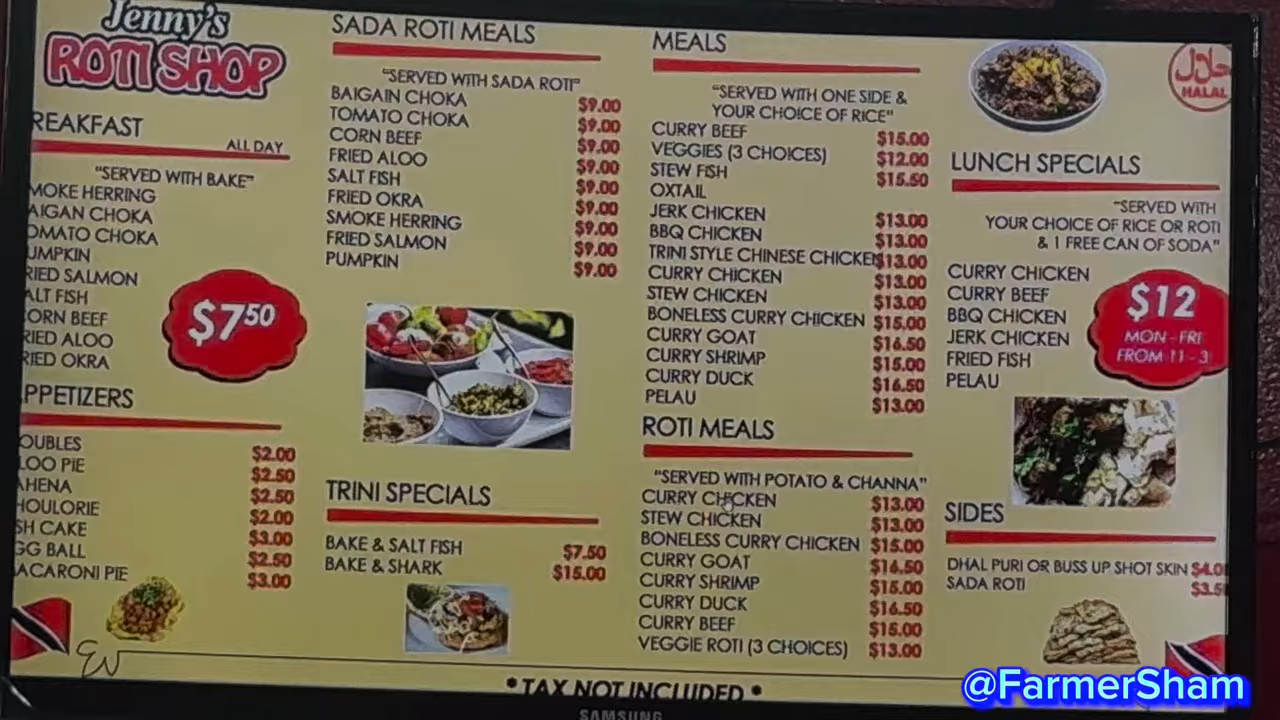 Jenny's
ROTI SHOP
REAKFAST
ALL DAY
"SERVED WITH BAKE"
MOKE HERRING
AIGAN CHOKA
OMATO CHOKA
UMPKIN
RIED SALMON
ALT FISH
ORN BEEF
RIED ALOO
RIED OKRA
$7.50
PPETIZERS
OUBLES $2.00
LOO PIE $2.50
AHENA $2.50
HOULORIE $2.00
SH CAKE $3.00
GG BALL $2.50
ACARONI PIE $3.00
SADA ROTI MEALS
"SERVED WITH SADA ROTI"
BAIGAIN CHOKA $9.00
TOMATO CHOKA $9.00
CORN BEEF $9.00
FRIED ALOO $9.00
SALT FISH $9.00
FRIED OKRA $9.00
SMOKE HERRING $9.00
FRIED SALMON $9.00
PUMPKIN $9.00
TRINI SPECIALS
BAKE & SALT FISH $7.50
BAKE & SHARK $15.00
MEALS
"SERVED WITH ONE SIDE &
YOUR CHOICE OF RICE"
CURRY BEEF $15.00
VEGGIES (3 CHOICES) $12.00
STEW FISH $15.50
OXTAIL
JERK CHICKEN $13.00
BBQ CHICKEN $13.00
TRINI STYLE CHINESE CHICKEN $13.00
CURRY CHICKEN $13.00
STEW CHICKEN $13.00
BONELESS CURRY CHICKEN $15.00
CURRY GOAT $16.50
CURRY SHRIMP $15.00
CURRY DUCK $16.50
PELAU $13.00
ROTI MEALS
"SERVED WITH POTATO & CHANNA"
CURRY CHICKEN $13.00
STEW CHICKEN $13.00
BONELESS CURRY CHICKEN $15.00
CURRY GOAT $16.50
CURRY SHRIMP $15.00
CURRY DUCK $16.50
CURRY BEEF $15.00
VEGGIE ROTI (3 CHOICES) $13.00
حلال
HALAL
LUNCH SPECIALS
"SERVED WITH
YOUR CHOICE OF RICE OR ROTI
& 1 FREE CAN OF SODA"
CURRY CHICKEN
CURRY BEEF
BBQ CHICKEN
JERK CHICKEN
FRIED FISH
PELAU
$12
MON - FRI
FROM 11 - 3
SIDES
DHAL PURI OR BUSS UP SHOT SKIN $4.0
SADA ROTI $3.5
*TAX NOT INCLUDED *
SAMSUNG
@FarmerSham